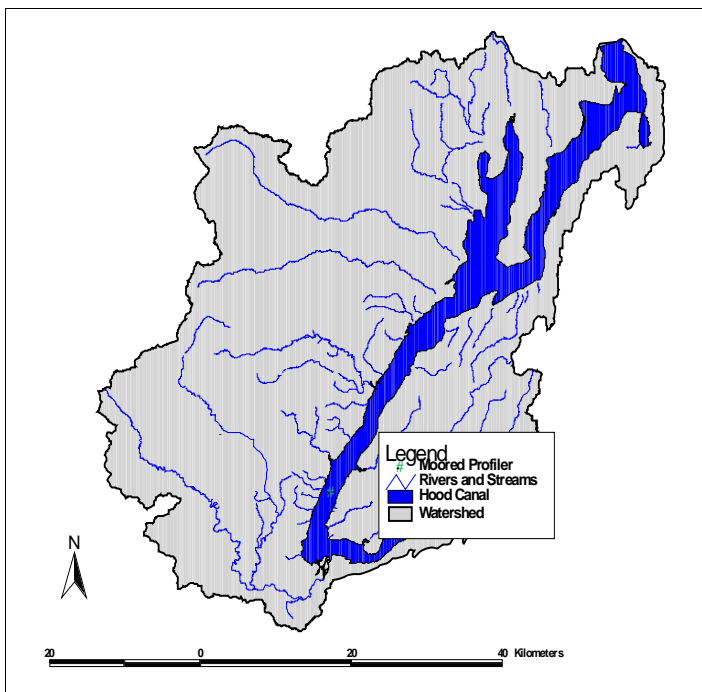 Legend
# Moored Profiler
Rivers and Streams
Hood Canal
Watershed
#
N
20 0 20 40 Kilometers